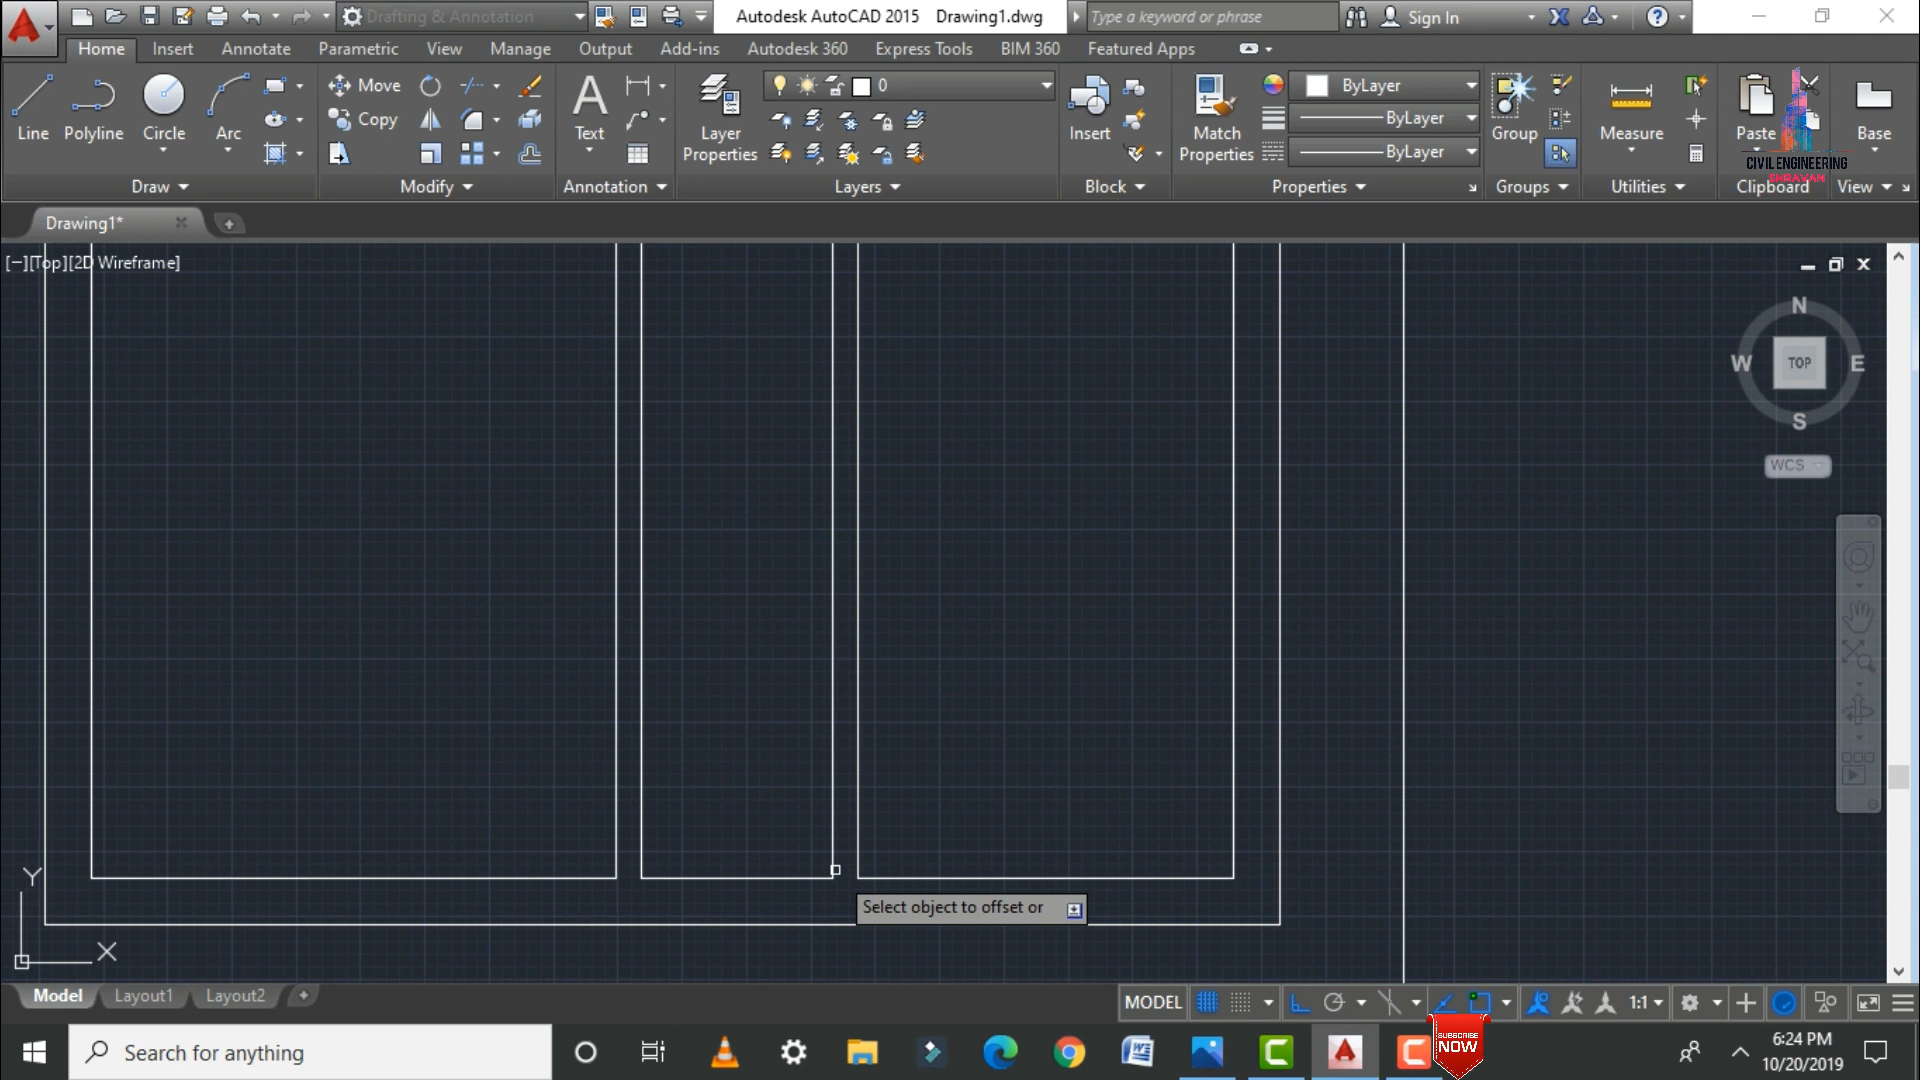 Drafting & Annotation
Autodesk AutoCAD 2015 Drawing1.dwg
Type a keyword or phrase
Sign In
Home Insert Annotate Parametric View Manage Output Add-ins Autodesk 360 Express Tools BIM 360 Featured Apps
Line Polyline Circle Arc
Draw
Move
Copy
Modify
Text
Annotation
Layer
Properties
0
Layers
Insert
Block
Match
Properties
ByLayer
ByLayer
ByLayer
Properties
Group
Groups
Measure
Utilities
Paste
Clipboard
CIVIL ENGINEERING
SHRAVAN
Base
View
Drawing1*
[−][Top][2D Wireframe]
N
W TOP E
S
WCS
Select object to offset or
Y
X
Model Layout1 Layout2
MODEL
1:1
SUBSCRIBE
NOW
Search for anything
6:24 PM
10/20/2019